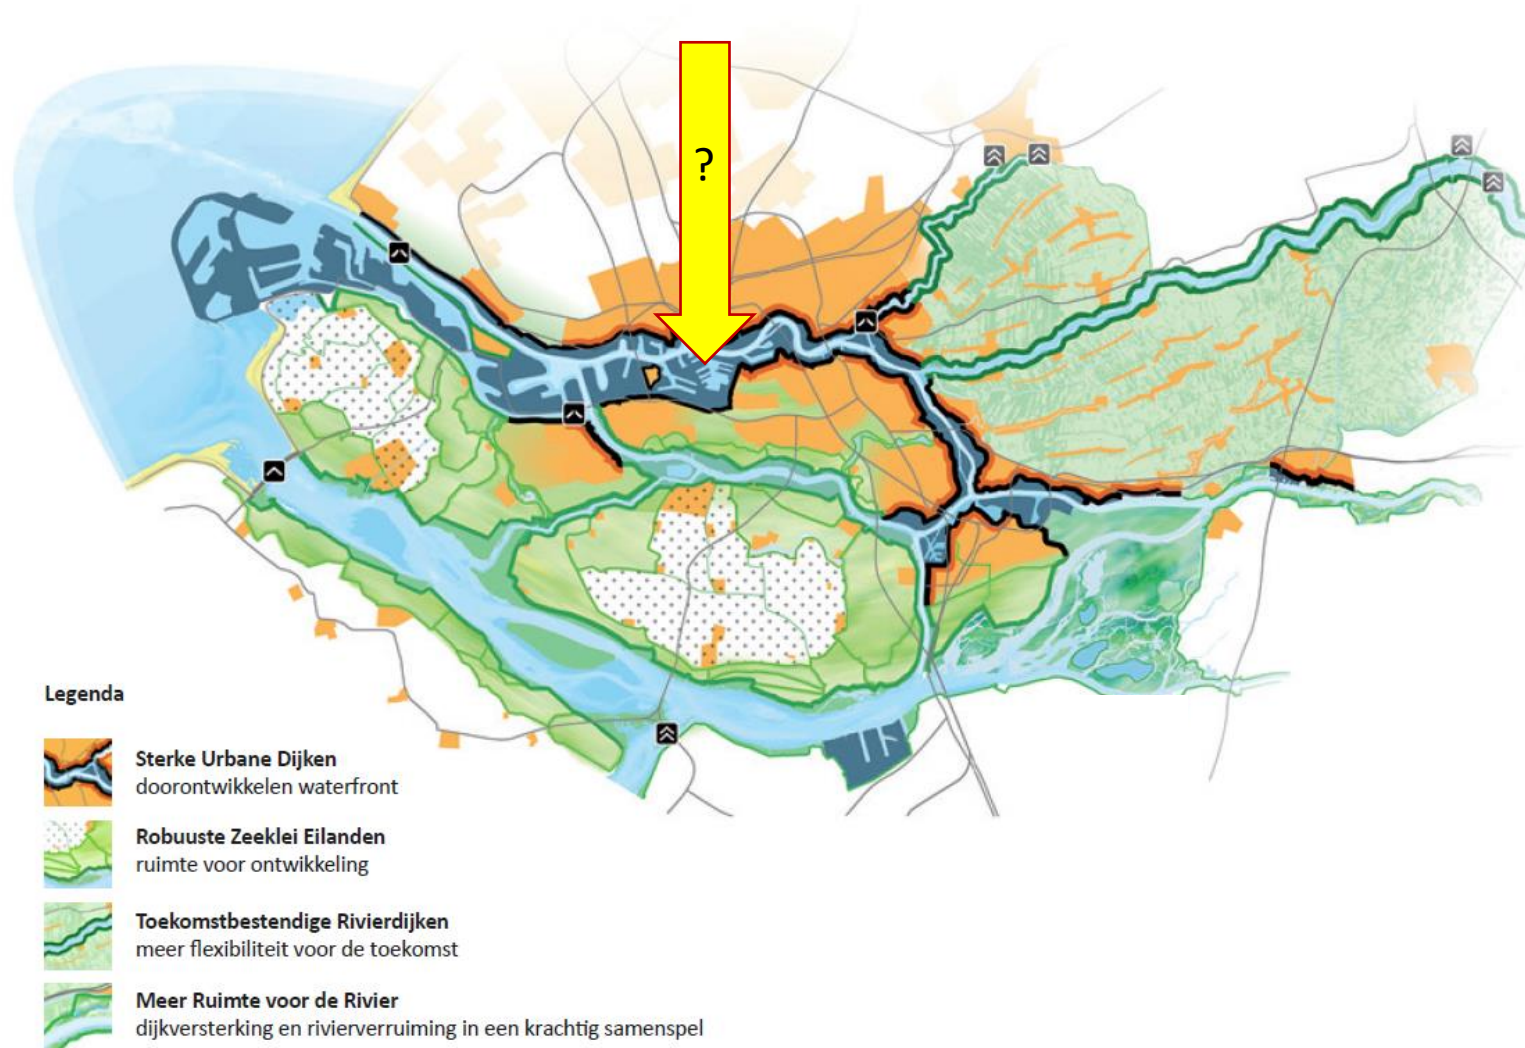 ?
Legenda
Sterke Urbane Dijken
doorontwikkelen waterfront
Robuuste Zeeklei Eilanden
ruimte voor ontwikkeling
Toekomstbestendige Rivierdijken
meer flexibiliteit voor de toekomst
Meer Ruimte voor de Rivier
dijkversterking en rivierverruiming in een krachtig samenspel